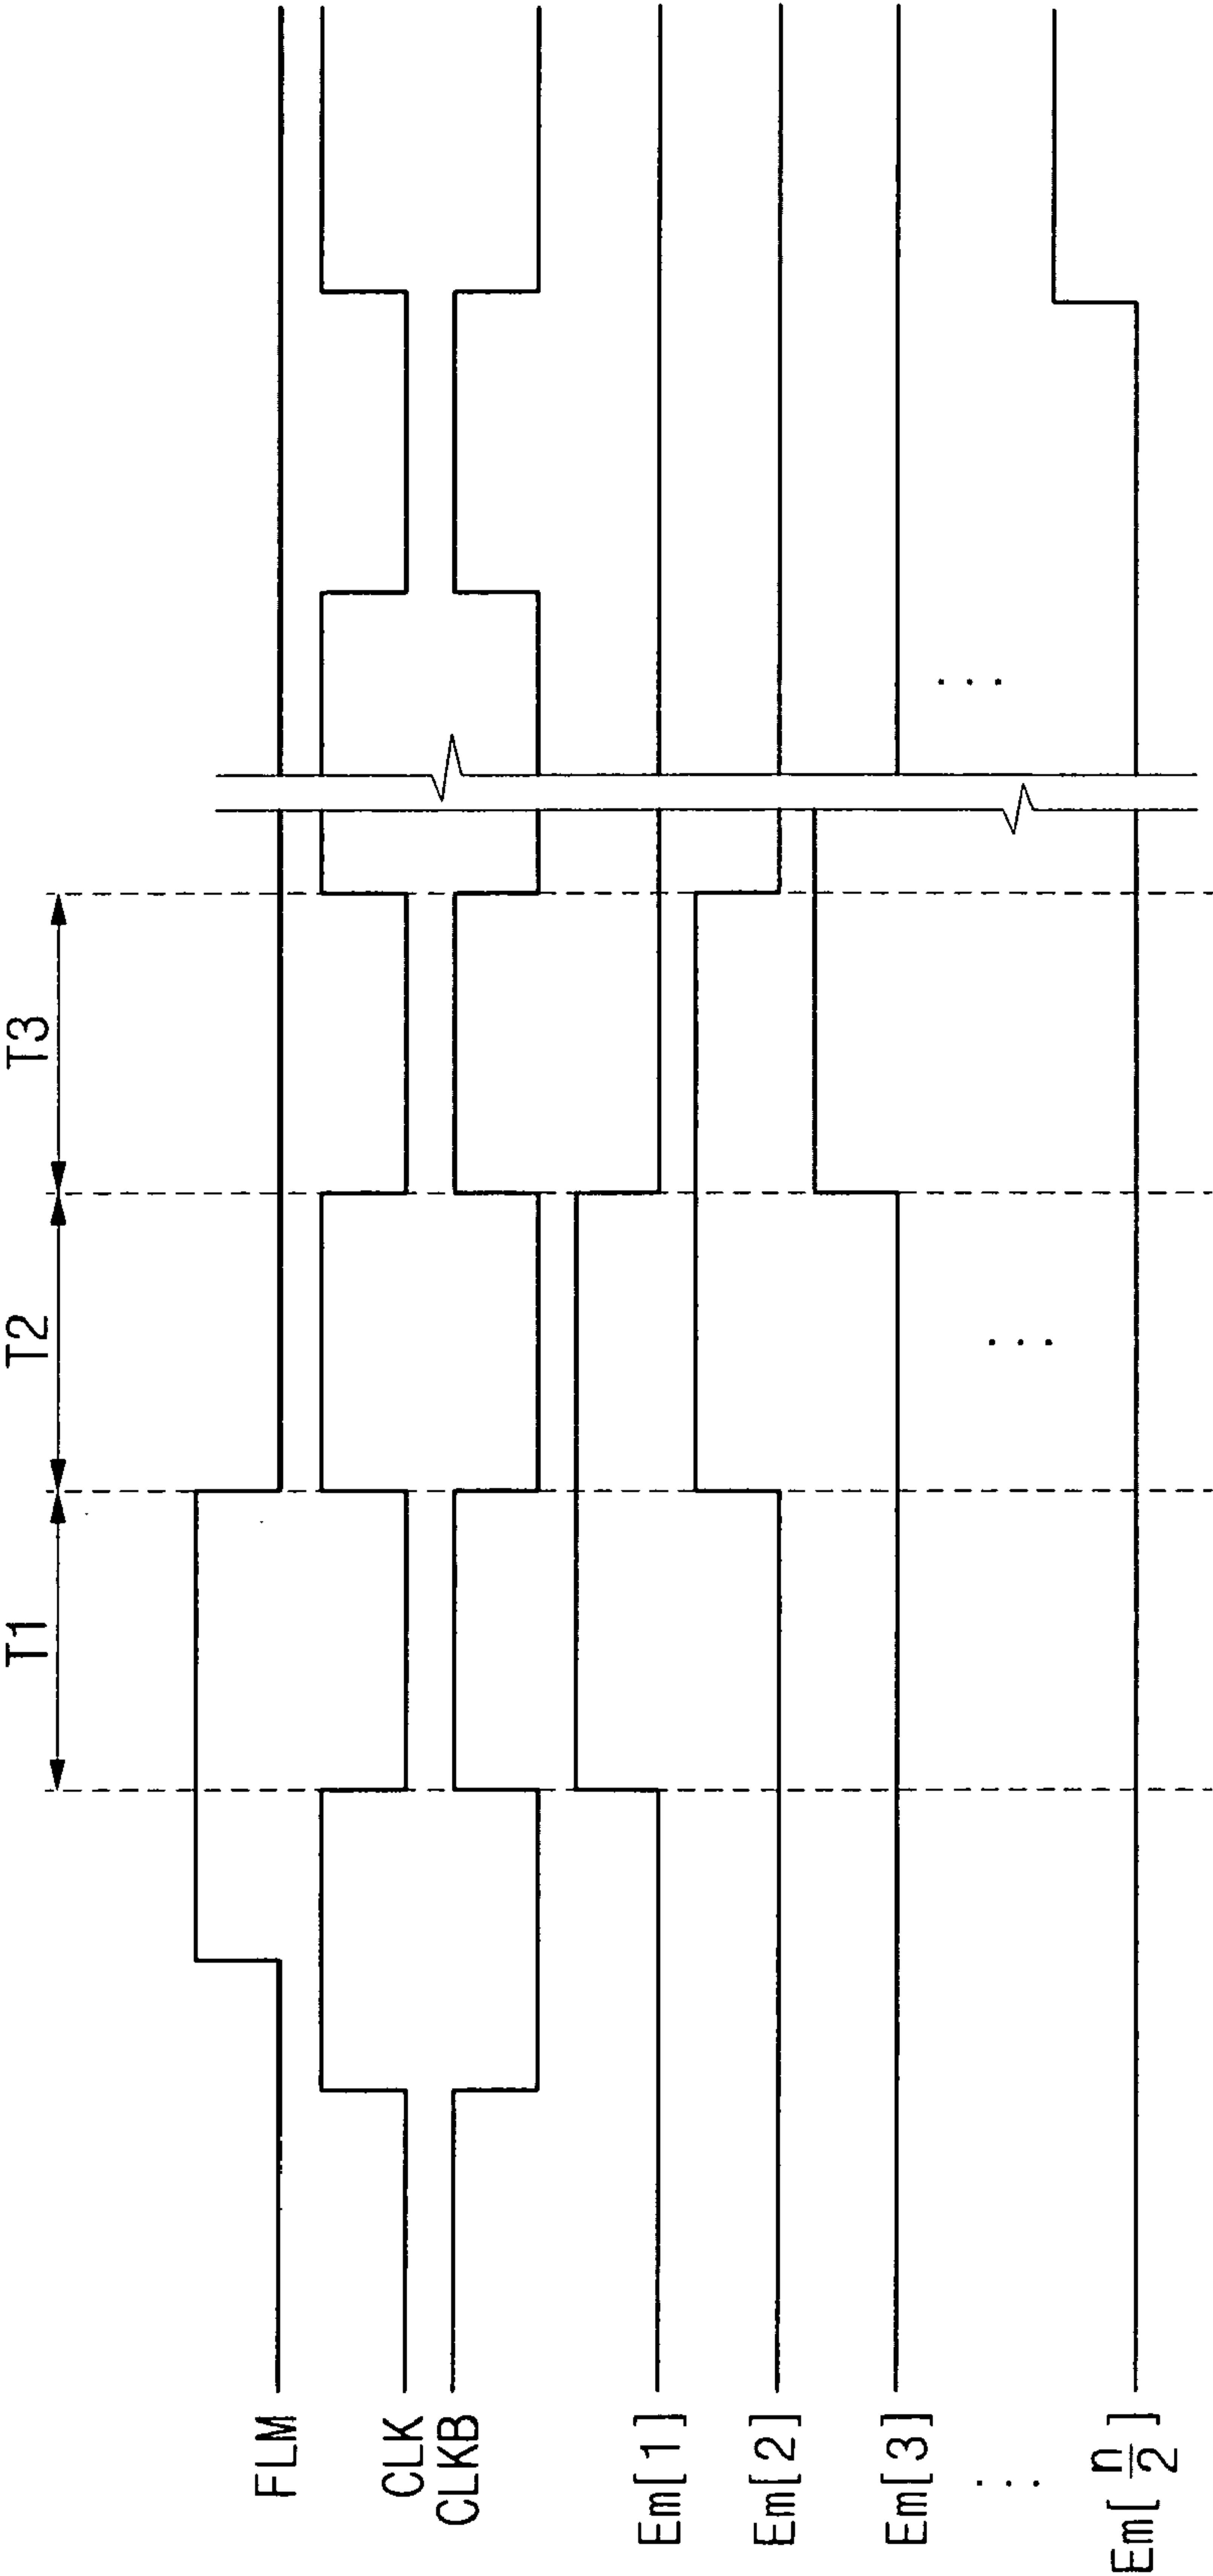 T1 T2 T3
FLM
CLK
CLKB
Em[1]
Em[2]
Em[3]
...
...
...
Em[n/2]